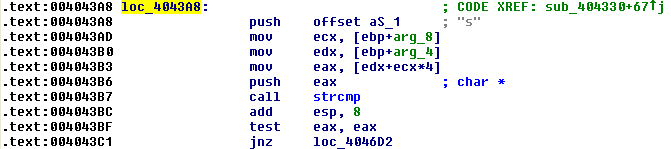 .text:004043A8 loc_4043A8: ; CODE XREF: sub_404330+67↑j
.text:004043A8 push offset aS_1 ; "s"
.text:004043AD mov ecx, [ebp+arg_8]
.text:004043B0 mov edx, [ebp+arg_4]
.text:004043B3 mov eax, [edx+ecx*4]
.text:004043B6 push eax ; char *
.text:004043B7 call strcmp
.text:004043BC add esp, 8
.text:004043BF test eax, eax
.text:004043C1 jnz loc_4046D2